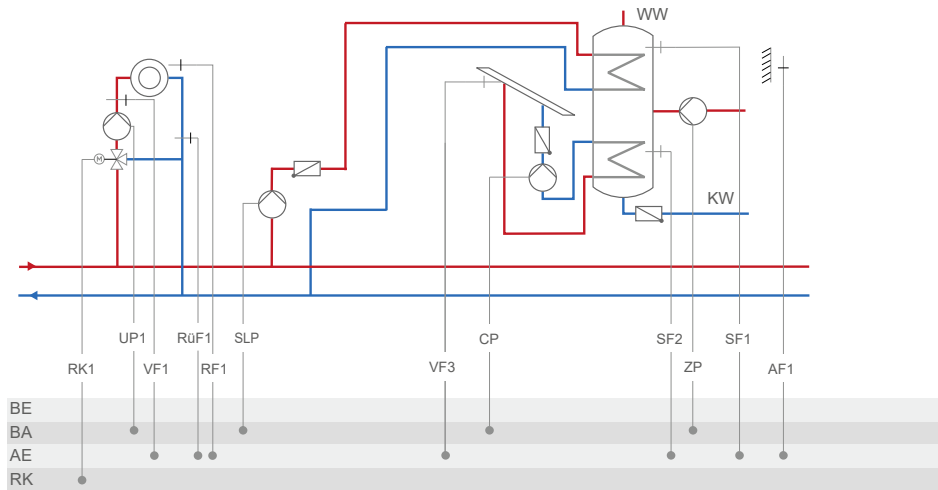 WW
M
KW
UP1 RüF1 SLP CP SF2 SF1
RK1 VF1 RF1 VF3 ZP AF1
BE
BA
AE
RK